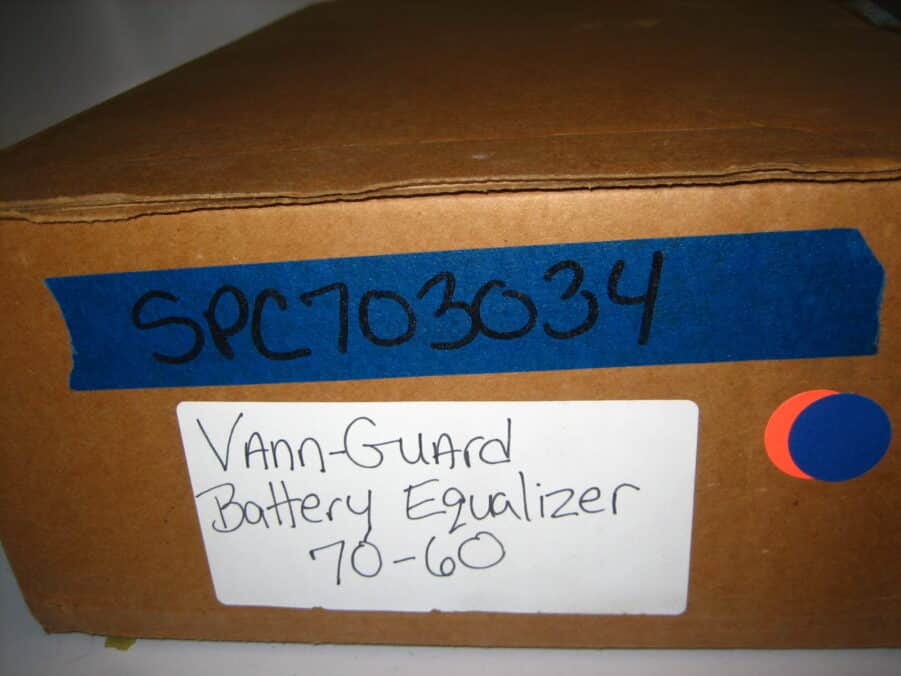 SPC703034
VAnn-GuArd
Battery Equalizer
70-60